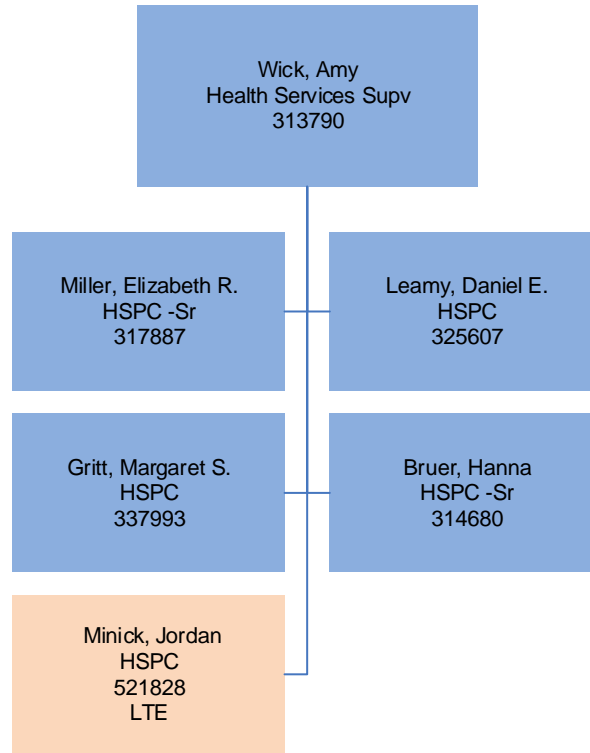 Wick, Amy
Health Services Supv
313790
Miller, Elizabeth R.
HSPC -Sr
317887
Leamy, Daniel E.
HSPC
325607
Gritt, Margaret S.
HSPC
337993
Bruer, Hanna
HSPC -Sr
314680
Minick, Jordan
HSPC
521828
LTE